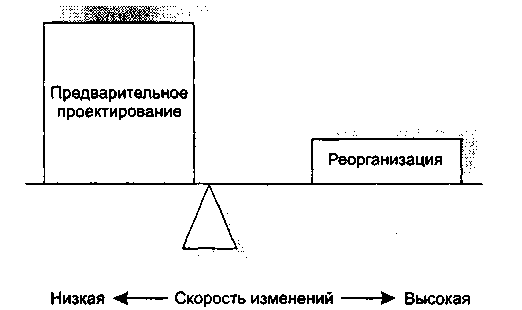 Предварительное
проектирование
Реорганизация
Низкая Скорость изменений Высокая